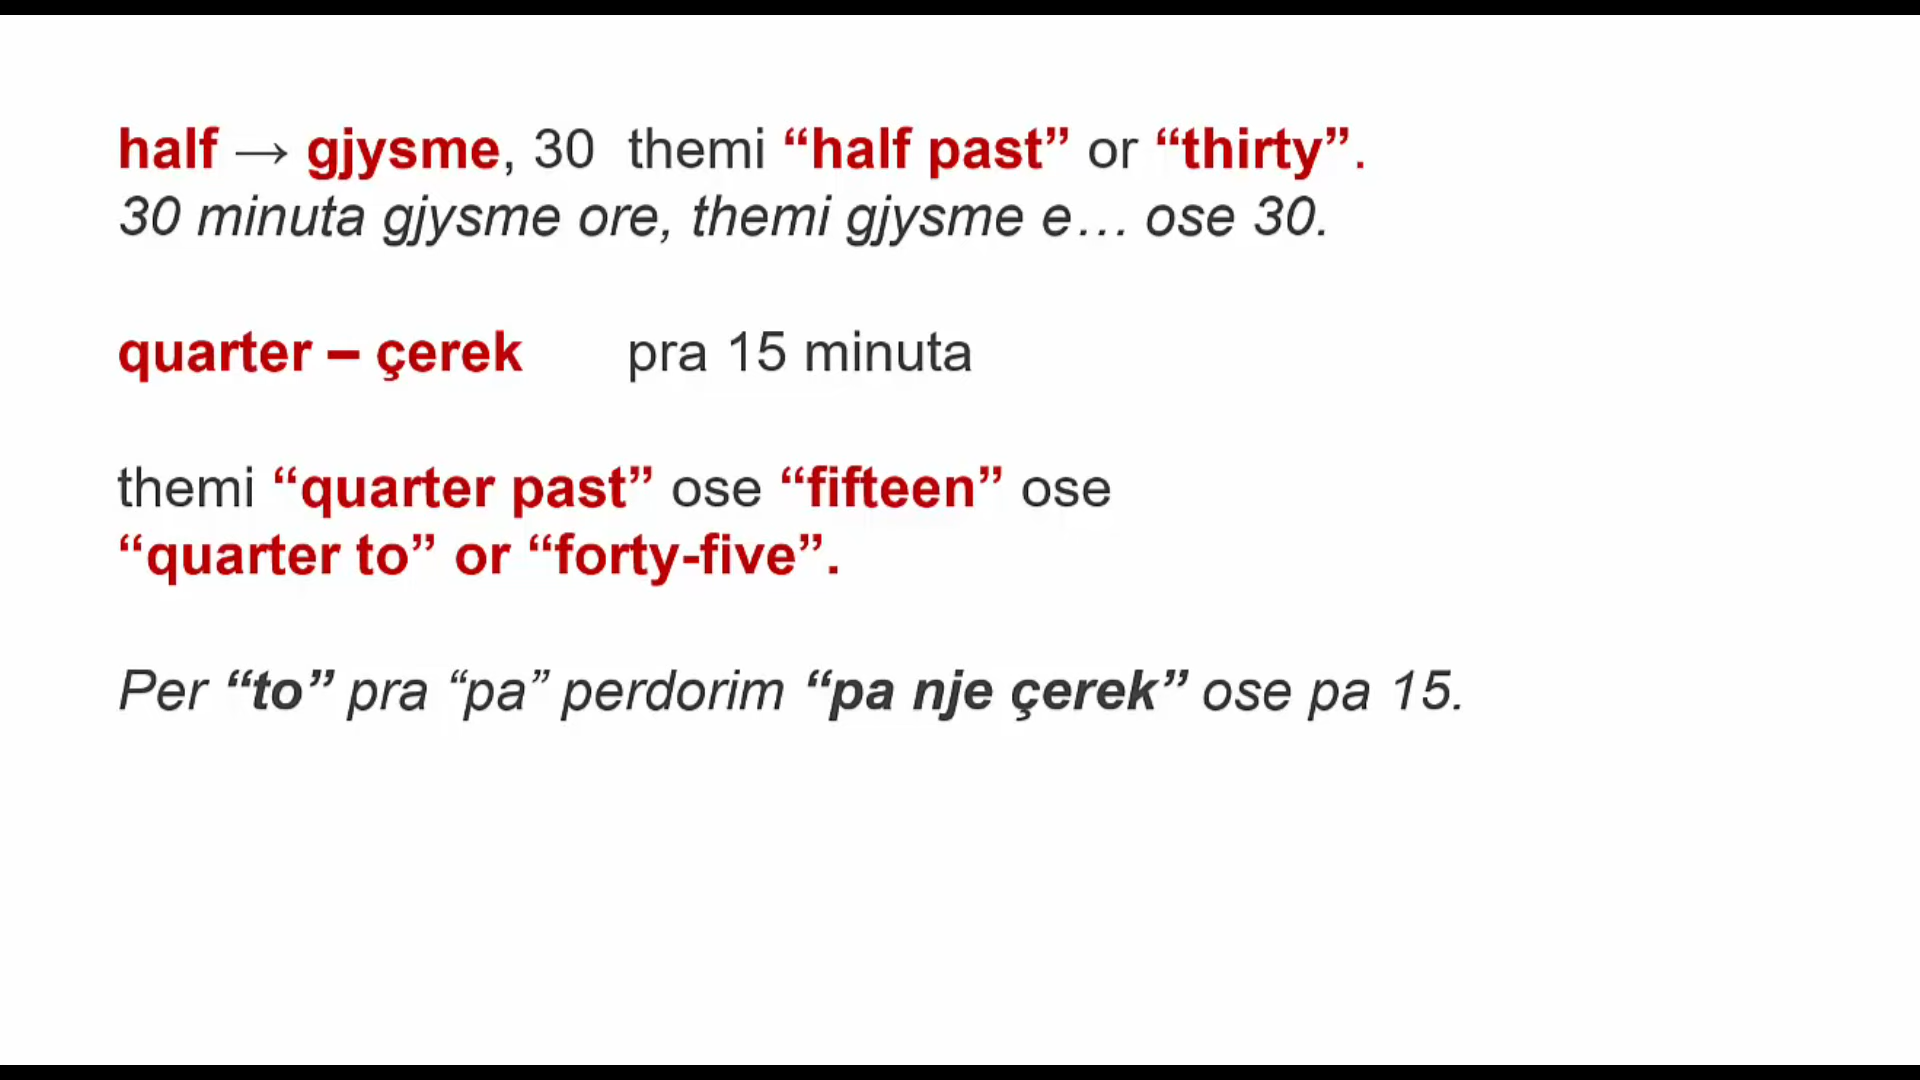 half → gjysme, 30 themi “half past” or “thirty”.
30 minuta gjysme ore, themi gjysme e… ose 30.
quarter – çerek pra 15 minuta
themi “quarter past” ose “fifteen” ose
“quarter to” or “forty-five”.
Per “to” pra “pa” perdorim “pa nje çerek” ose pa 15.